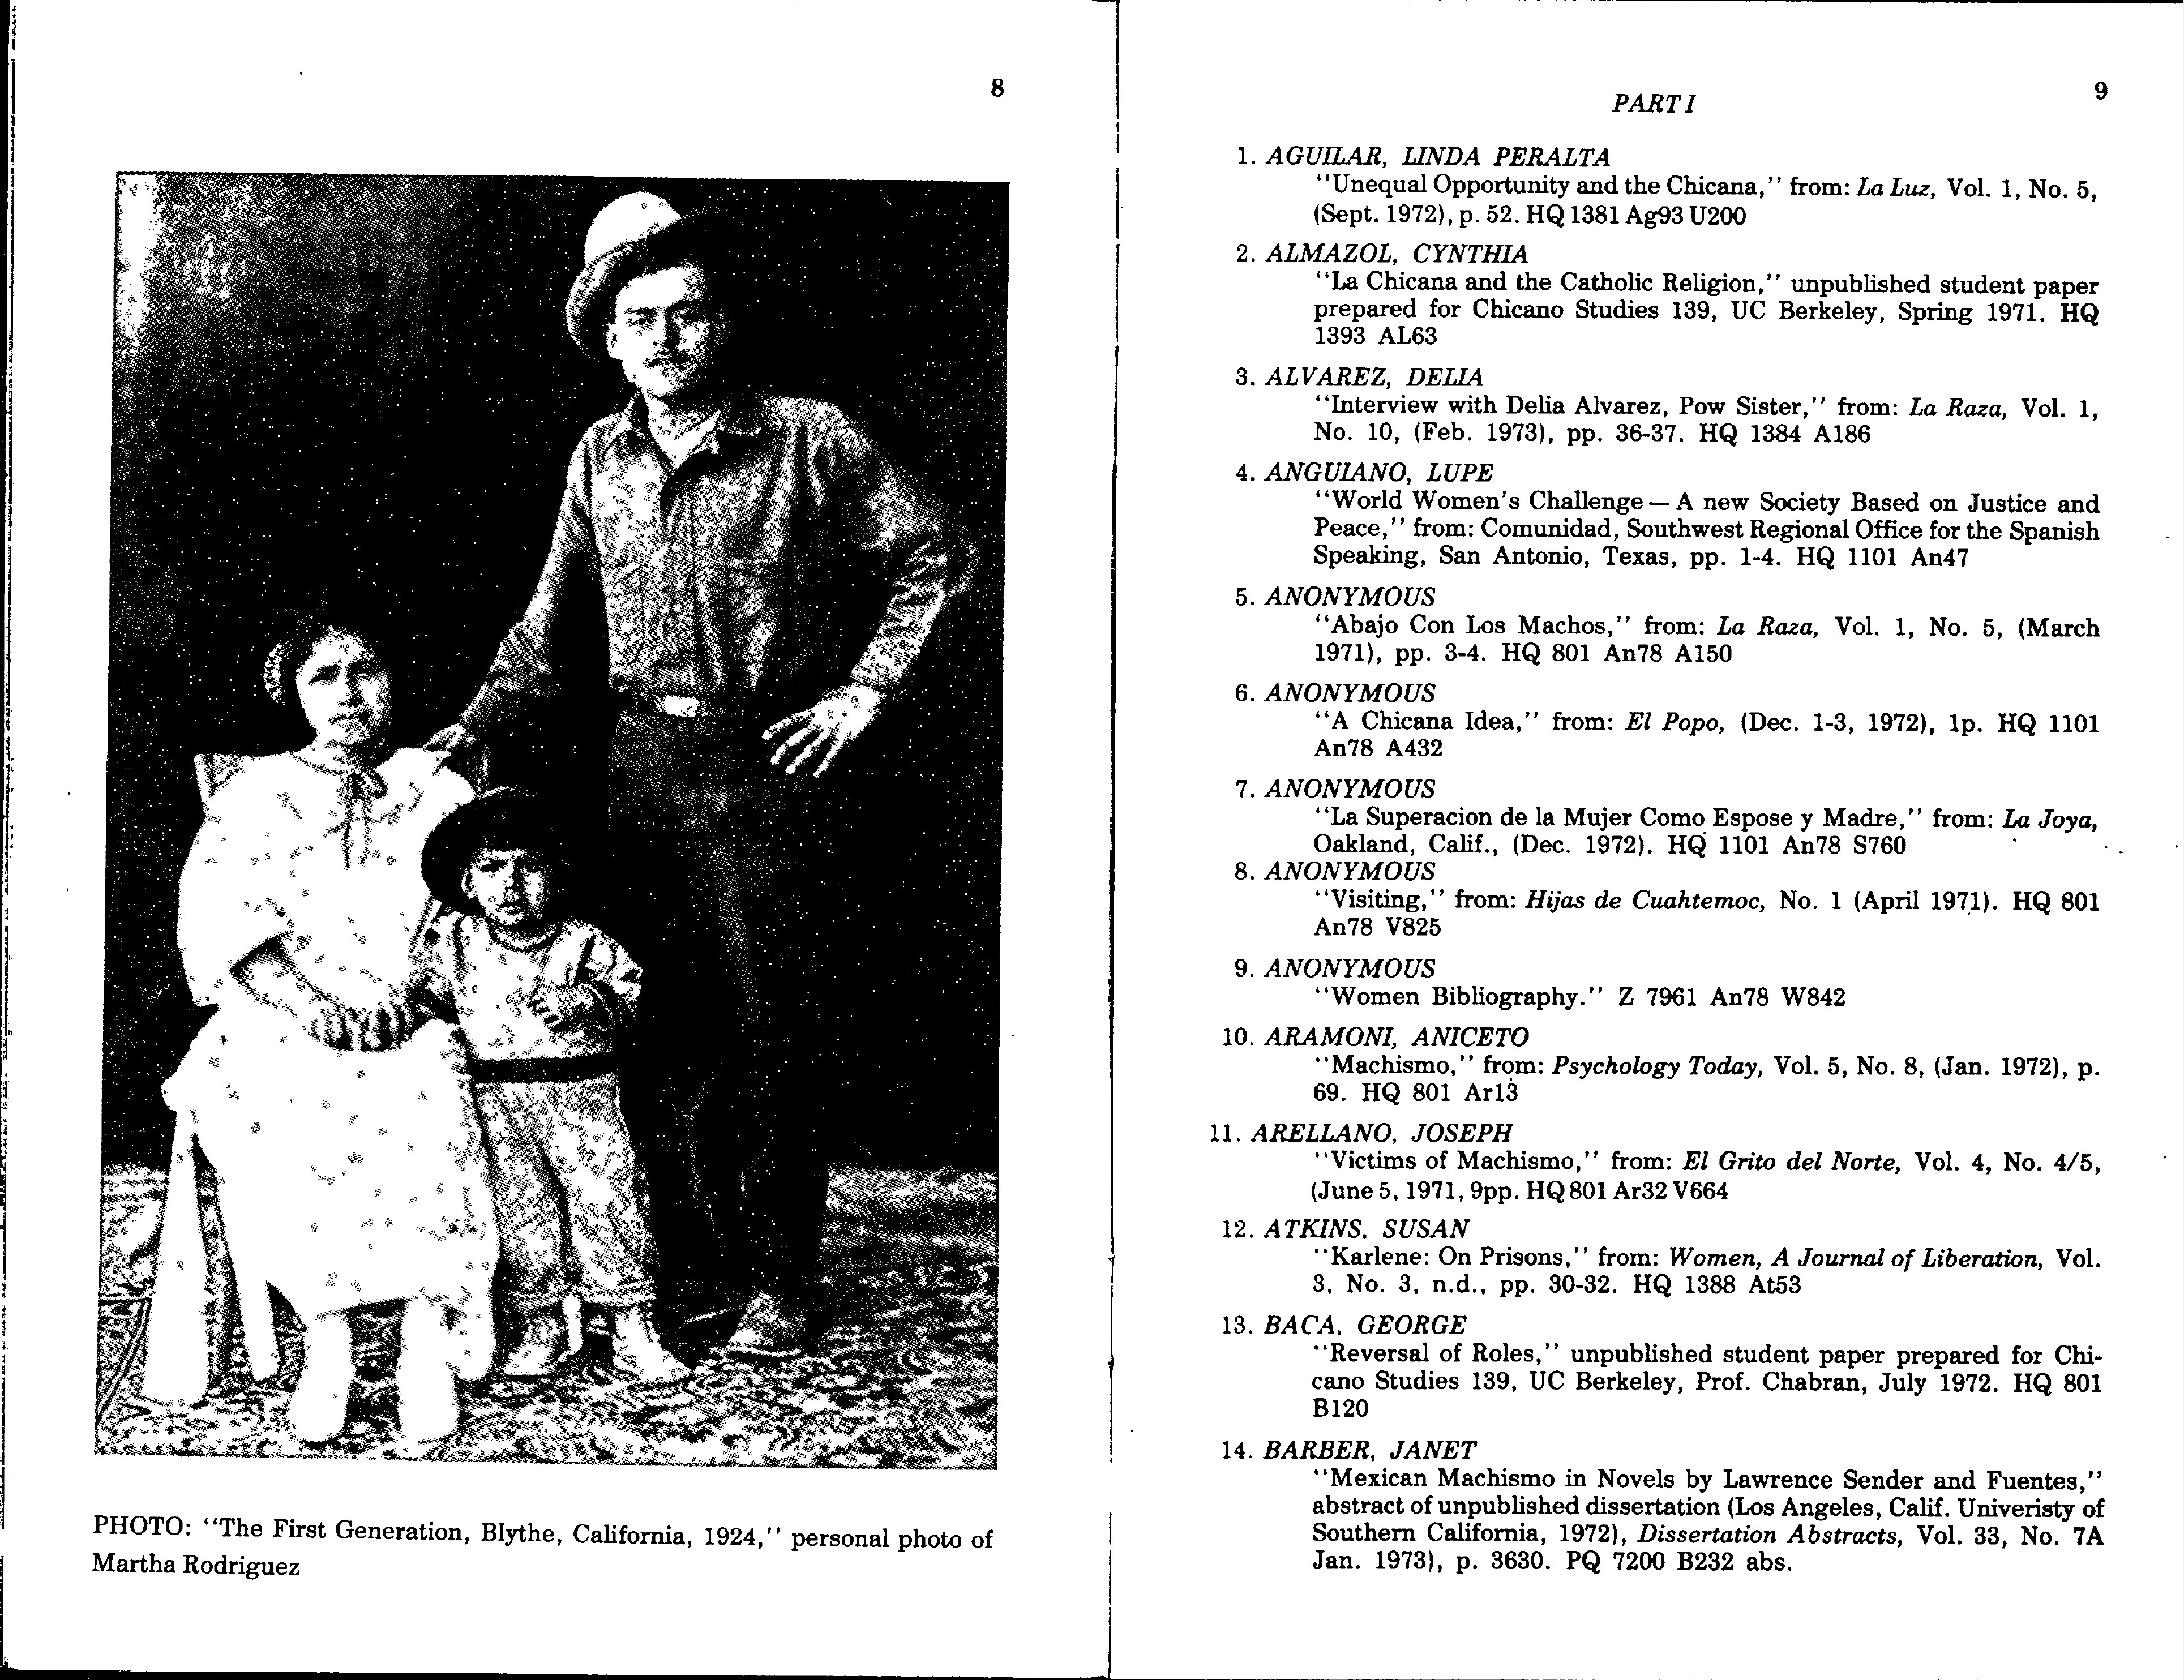 8
PHOTO: “The First Generation, Blythe, California, 1924,” personal photo of
Martha Rodriguez
9
PART I
1. AGUILAR, LINDA PERALTA
“Unequal Opportunity and the Chicana,” from: La Luz, Vol. 1, No. 5,
(Sept. 1972), p. 52. HQ 1381 Ag93 U200
2. ALMAZOL, CYNTHIA
“La Chicana and the Catholic Religion,” unpublished student paper
prepared for Chicano Studies 139, UC Berkeley, Spring 1971. HQ
1393 AL63
3. ALVAREZ, DELIA
“Interview with Delia Alvarez, Pow Sister,” from: La Raza, Vol. 1,
No. 10, (Feb. 1973), pp. 36-37. HQ 1384 A186
4. ANGUIANO, LUPE
“World Women's Challenge — A new Society Based on Justice and
Peace,” from: Comunidad, Southwest Regional Office for the Spanish
Speaking, San Antonio, Texas, pp. 1-4. HQ 1101 An47
5. ANONYMOUS
“Abajo Con Los Machos,” from: La Raza, Vol. 1, No. 5, (March
1971), pp. 3-4. HQ 801 An78 A150
6. ANONYMOUS
“A Chicana Idea,” from: El Popo, (Dec. 1-3, 1972), 1p. HQ 1101
An78 A432
7. ANONYMOUS
“La Superacion de la Mujer Como Espose y Madre,” from: La Joya,
Oakland, Calif., (Dec. 1972). HQ 1101 An78 S760
8. ANONYMOUS
“Visiting,” from: Hijas de Cuahtemoc, No. 1 (April 1971). HQ 801
An78 V825
9. ANONYMOUS
“Women Bibliography.” Z 7961 An78 W842
10. ARAMONI, ANICETO
“Machismo,” from: Psychology Today, Vol. 5, No. 8, (Jan. 1972), p.
69. HQ 801 Ar13
11. ARELLANO, JOSEPH
“Victims of Machismo,” from: El Grito del Norte, Vol. 4, No. 4/5,
(June 5, 1971, 9pp. HQ 801 Ar32 V664
12. ATKINS, SUSAN
“Karlene: On Prisons,” from: Women, A Journal of Liberation, Vol.
3, No. 3, n.d., pp. 30-32. HQ 1388 At53
13. BACA, GEORGE
“Reversal of Roles,” unpublished student paper prepared for Chi-
cano Studies 139, UC Berkeley, Prof. Chabran, July 1972. HQ 801
B120
14. BARBER, JANET
“Mexican Machismo in Novels by Lawrence Sender and Fuentes,”
abstract of unpublished dissertation (Los Angeles, Calif. Univeristy of
Southern California, 1972), Dissertation Abstracts, Vol. 33, No. 7A
Jan. 1973), p. 3630. PQ 7200 B232 abs.